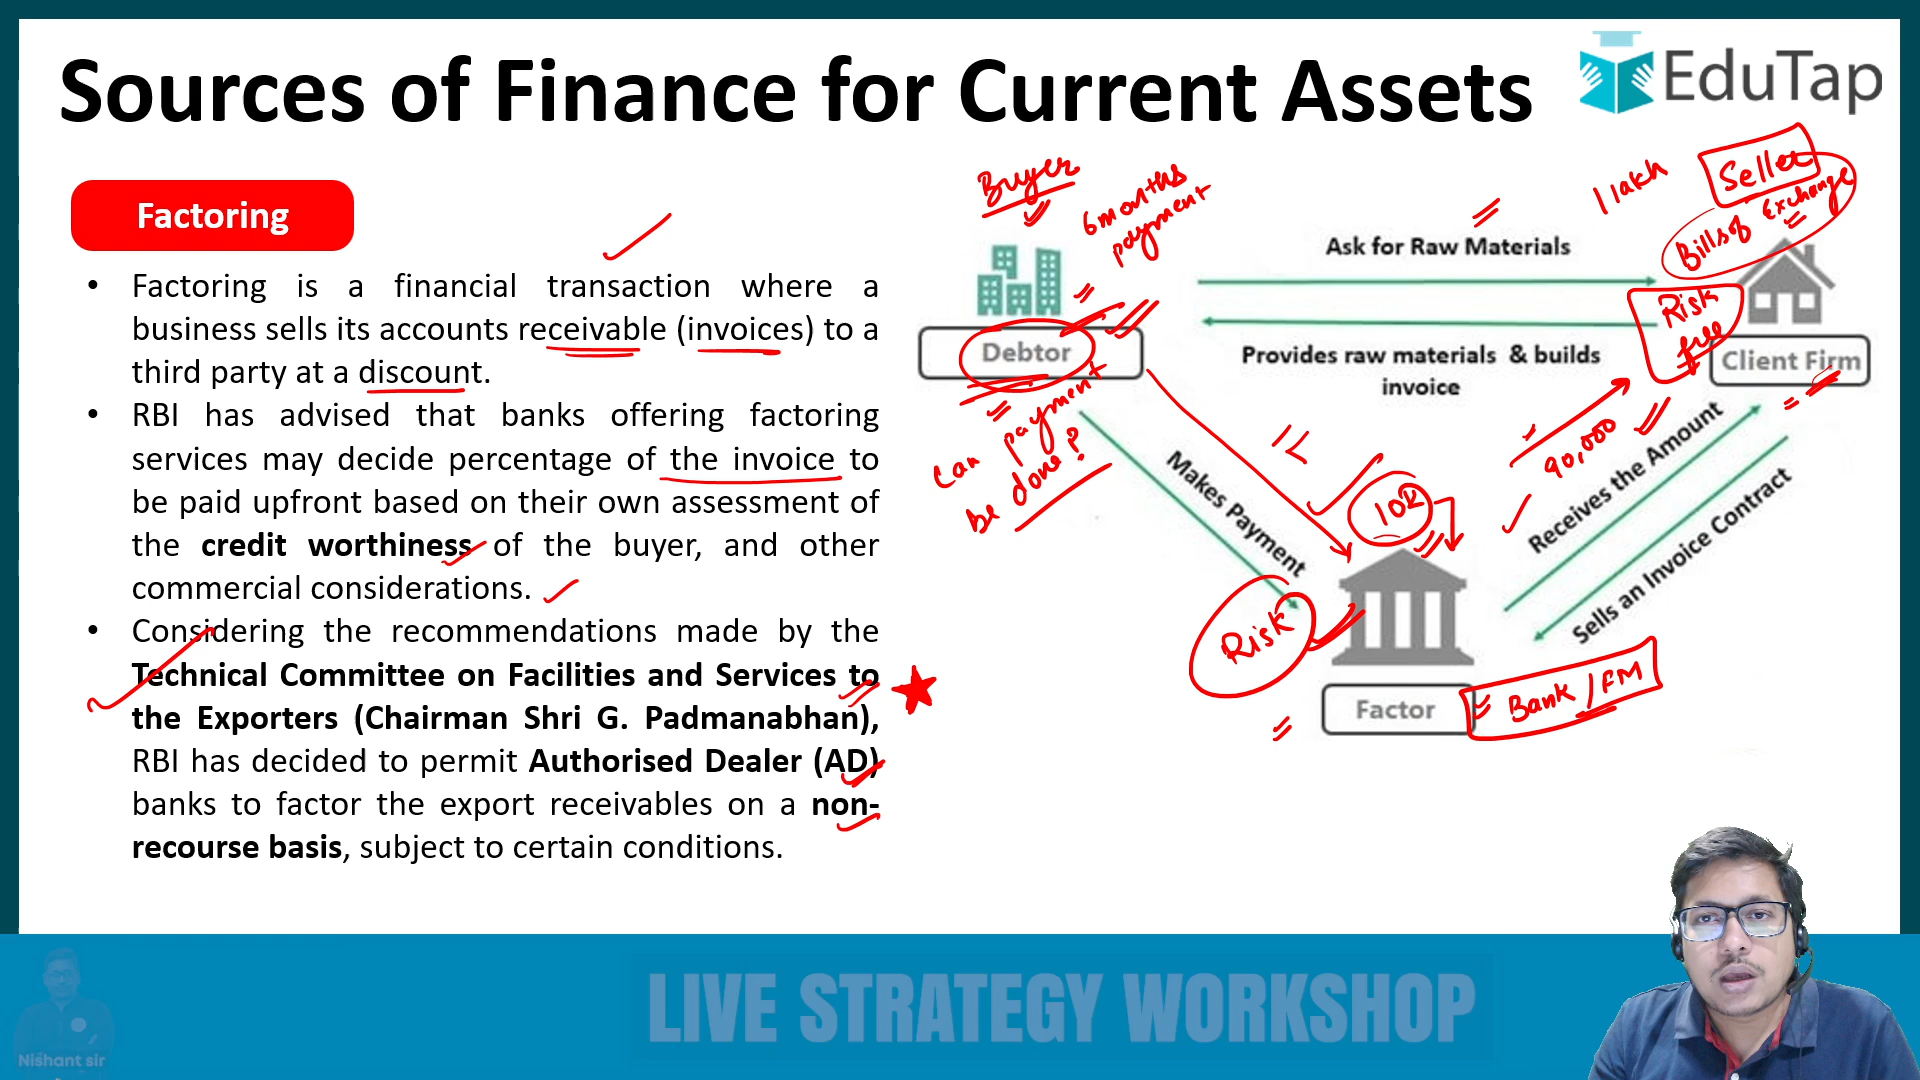 Sources of Finance for Current Assets
EduTap
Factoring
• Factoring is a financial transaction where a
business sells its accounts receivable (invoices) to a
third party at a discount.
• RBI has advised that banks offering factoring
services may decide percentage of the invoice to
be paid upfront based on their own assessment of
the credit worthiness of the buyer, and other
commercial considerations.
• Considering the recommendations made by the
Technical Committee on Facilities and Services to
the Exporters (Chairman Shri G. Padmanabhan),
RBI has decided to permit Authorised Dealer (AD)
banks to factor the export receivables on a non-
recourse basis, subject to certain conditions.
Buyer
6 months
payment
1 lakh
Seller
Bills of Exchange
Ask for Raw Materials
Risk
free
Debtor
Provides raw materials & builds
invoice
Client Firm
Can payment
be done?
1L
90,000
10K
Makes Payment
Receives the Amount
Sells an Invoice Contract
Risk
Factor
Bank / FM
LIVE STRATEGY WORKSHOP
Nishant sir